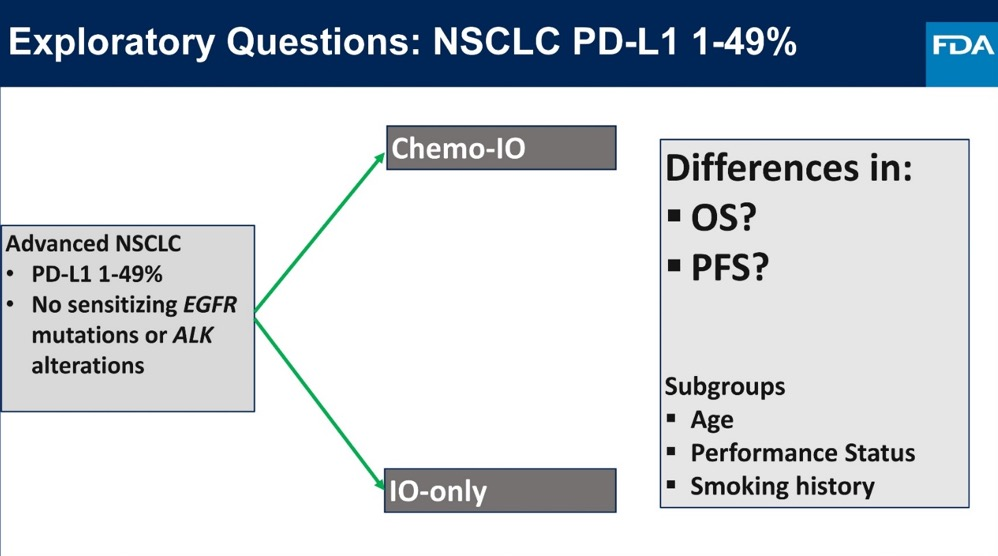 Exploratory Questions: NSCLC PD-L1 1-49%
FDA
Chemo-IO
Advanced NSCLC
• PD-L1 1-49%
• No sensitizing EGFR
mutations or ALK
alterations
IO-only
Differences in:
▪ OS?
▪ PFS?
Subgroups
▪ Age
▪ Performance Status
▪ Smoking history